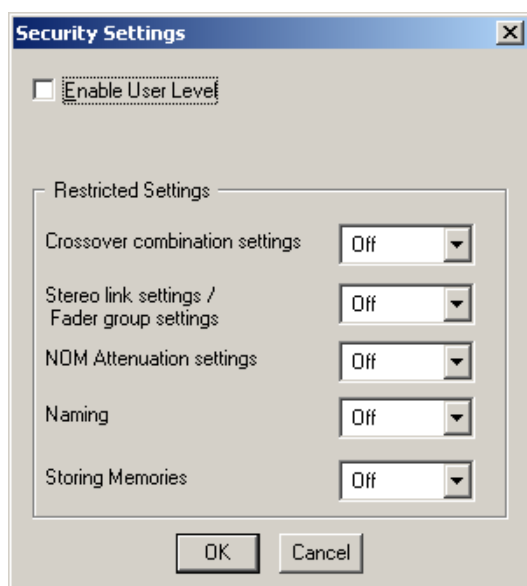 Security Settings
Enable User Level
Restricted Settings
Crossover combination settings
Off
Stereo link settings /
Fader group settings
Off
NOM Attenuation settings
Off
Naming
Off
Storing Memories
Off
OK
Cancel